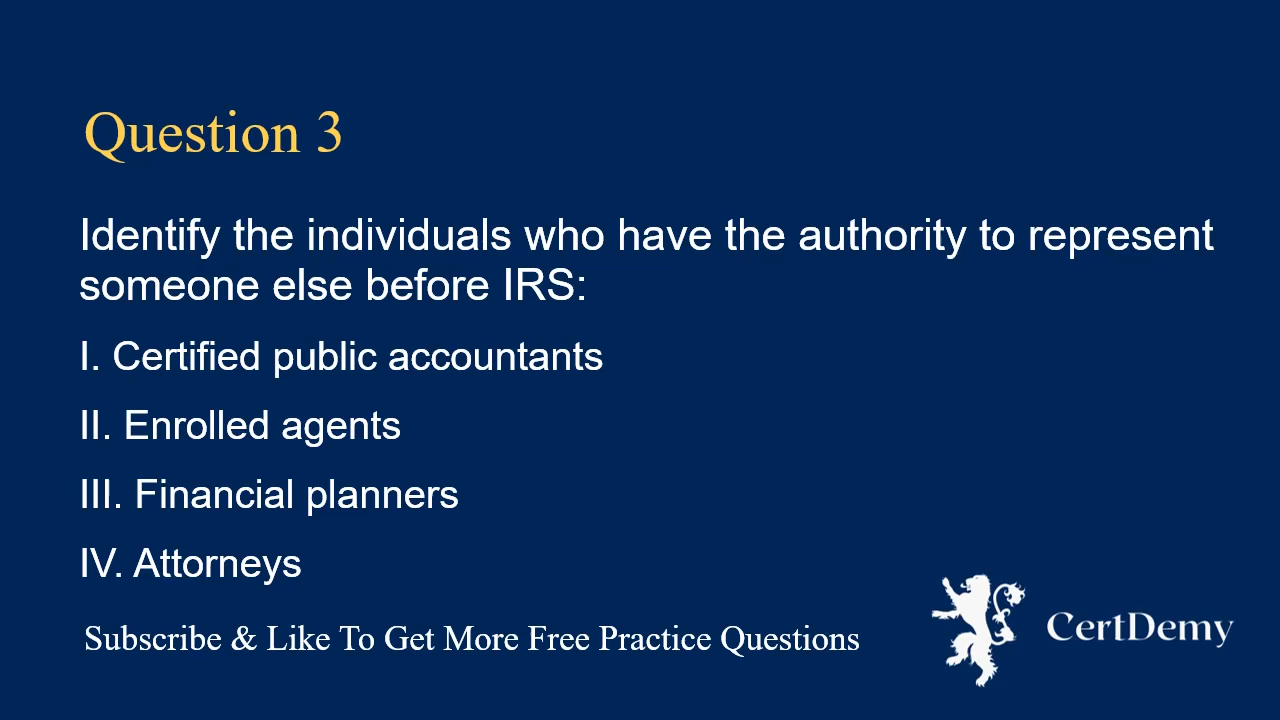 Question 3
Identify the individuals who have the authority to represent
someone else before IRS:
I. Certified public accountants
II. Enrolled agents
III. Financial planners
IV. Attorneys
Subscribe & Like To Get More Free Practice Questions
CertDemy